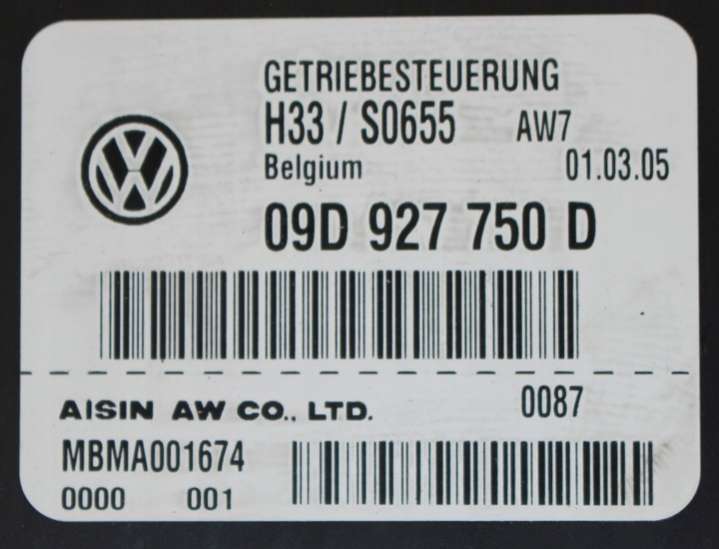 GETRIEBESTEUERUNG
H33 / S0655 AW7
Belgium 01.03.05
09D 927 750 D
AISIN AW CO., LTD. 0087
MBMA001674
0000 001